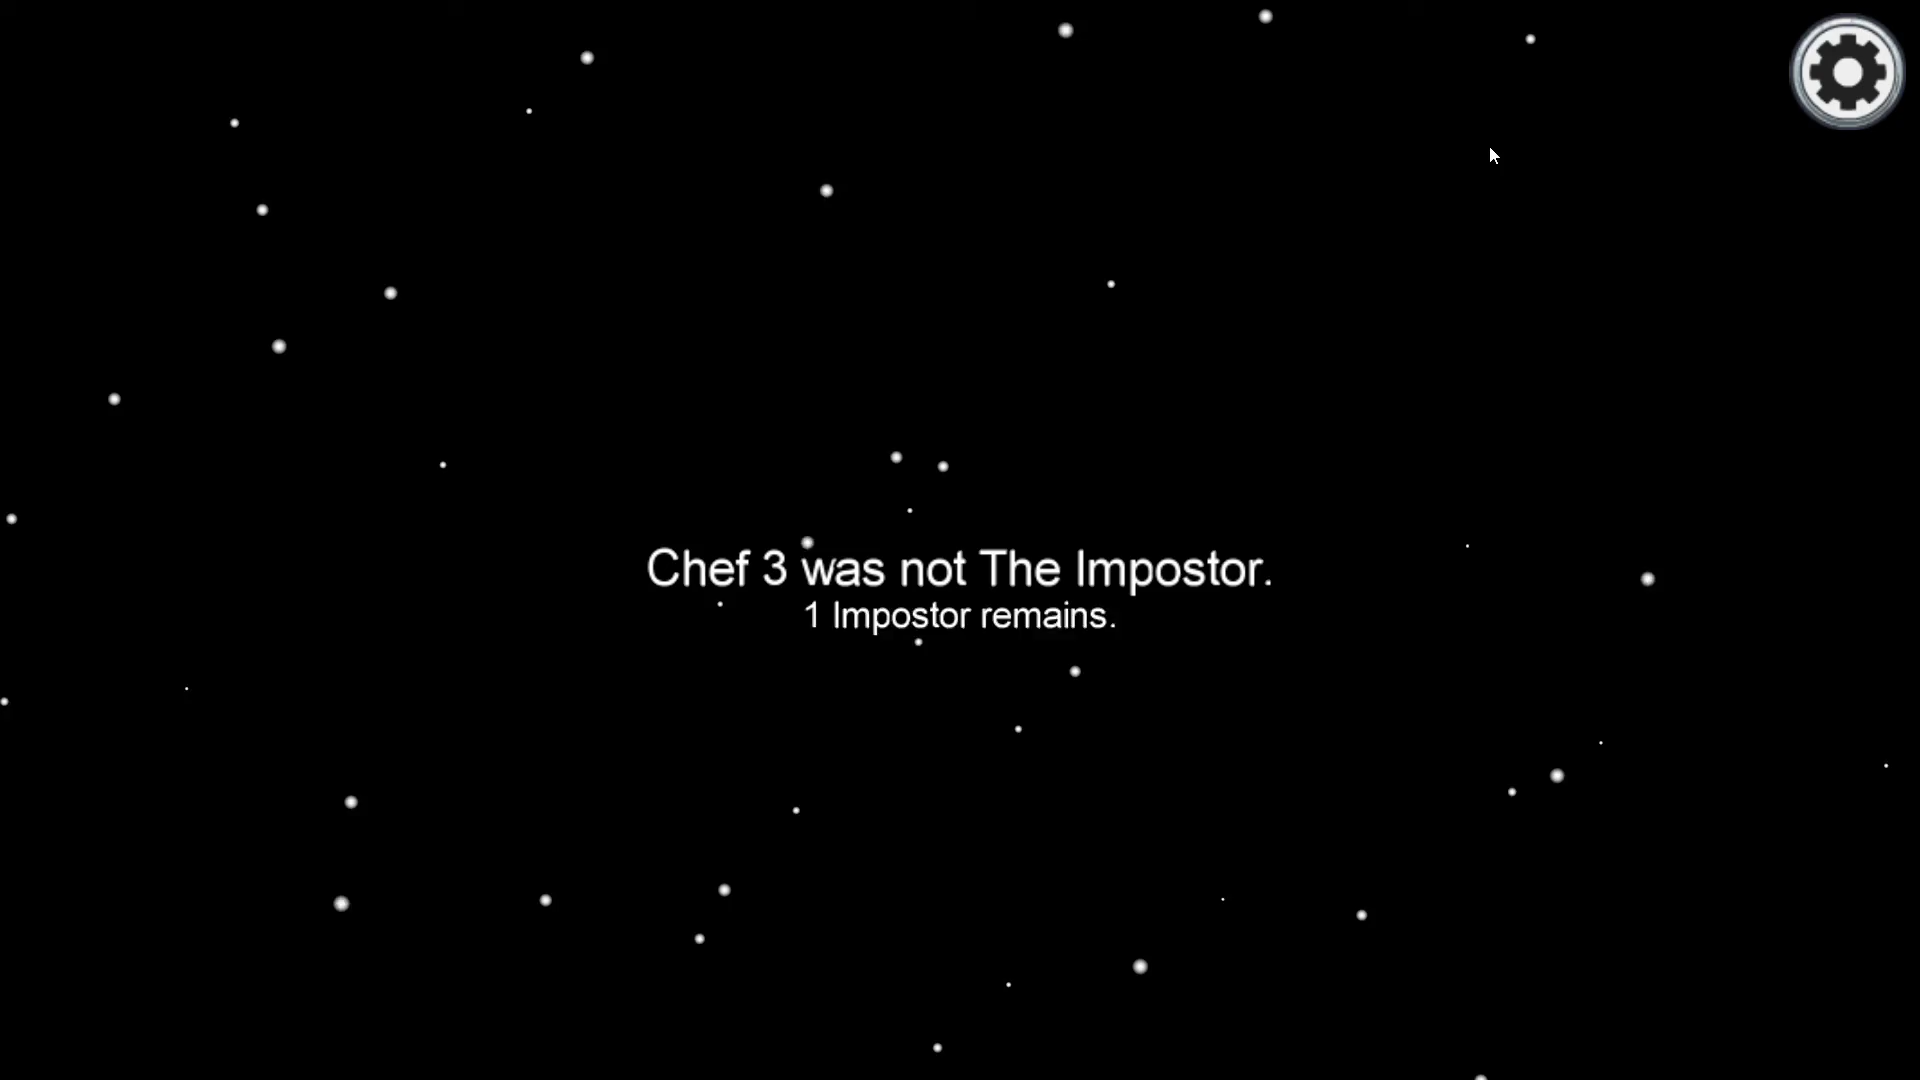 Chef 3 was not The Impostor.
1 Impostor remains.